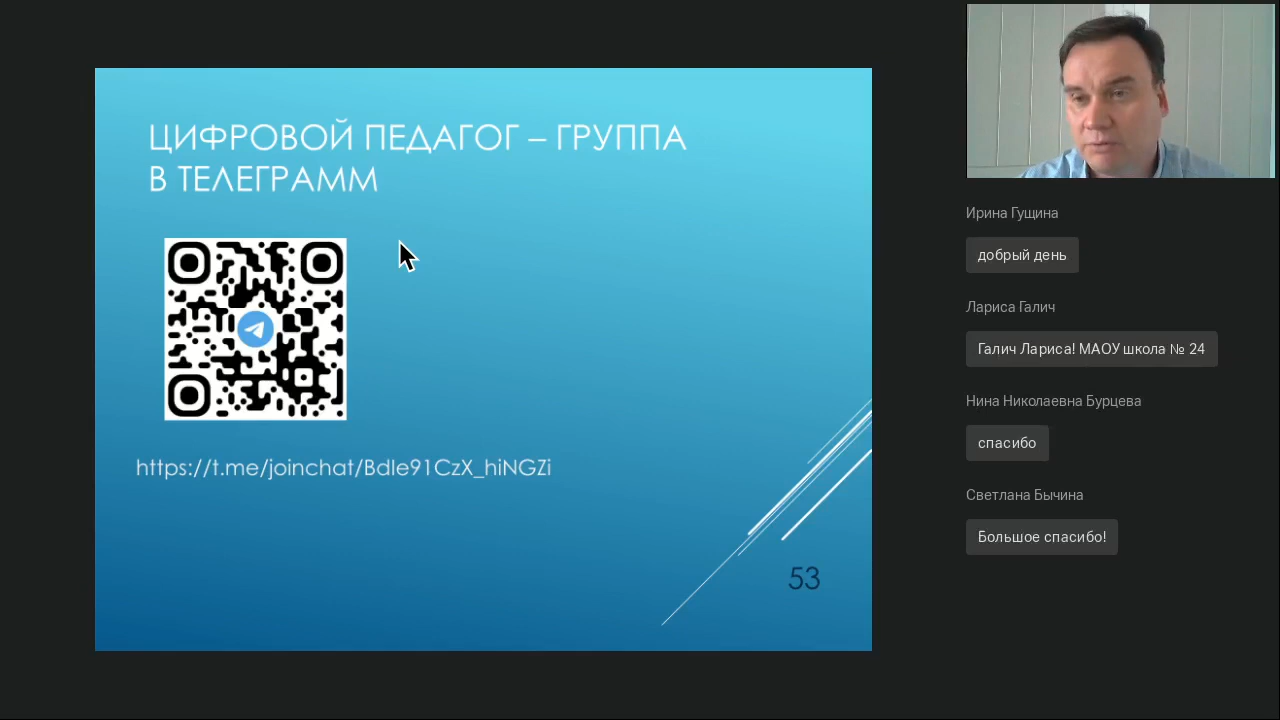 ЦИФРОВОЙ ПЕДАГОГ – ГРУППА
В ТЕЛЕГРАММ
https://t.me/joinchat/Bdle91CzX_hiNGZi
53
Ирина Гущина
добрый день
Лариса Галич
Галич Лариса! МАОУ школа № 24
Нина Николаевна Бурцева
спасибо
Светлана Бычина
Большое спасибо!